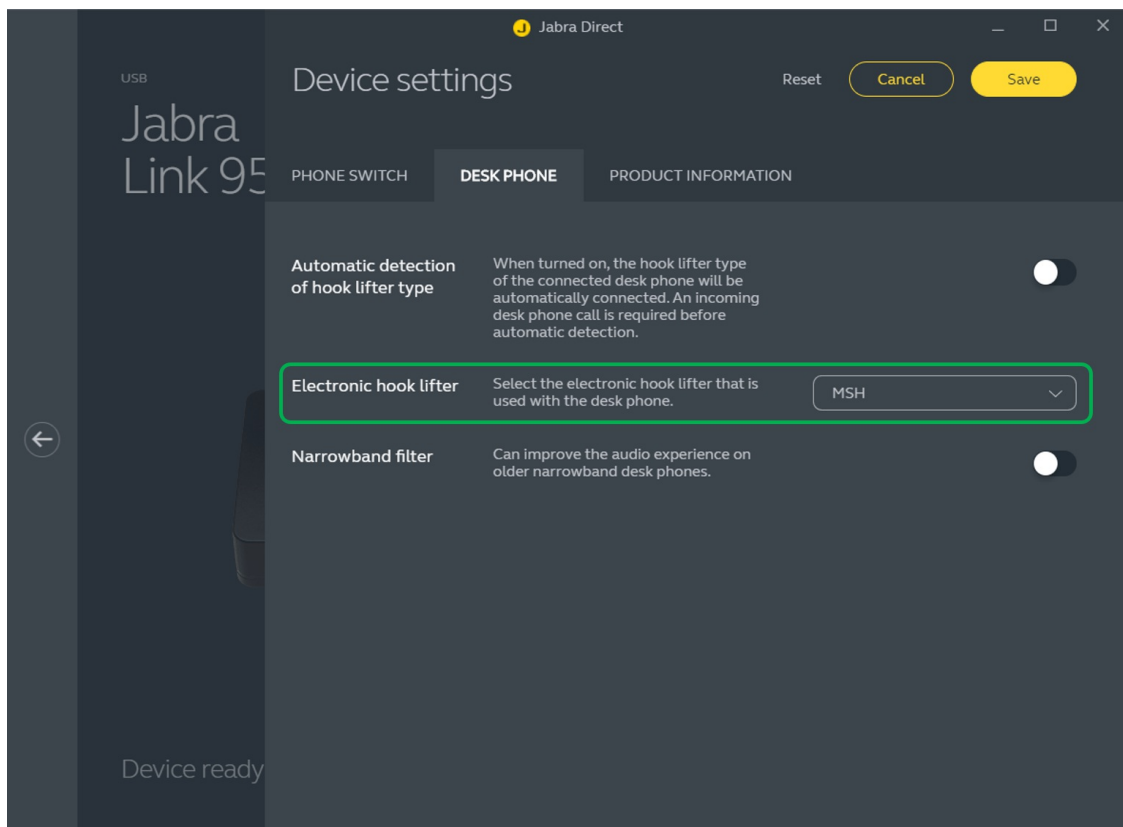 Jabra Direct
USB
Jabra
Link 95
Device ready
Device settings
Reset
Cancel
Save
PHONE SWITCH
DESK PHONE
PRODUCT INFORMATION
Automatic detection
of hook lifter type
When turned on, the hook lifter type
of the connected desk phone will be
automatically connected. An incoming
desk phone call is required before
automatic detection.
Electronic hook lifter
Select the electronic hook lifter that is
used with the desk phone.
MSH
Narrowband filter
Can improve the audio experience on
older narrowband desk phones.